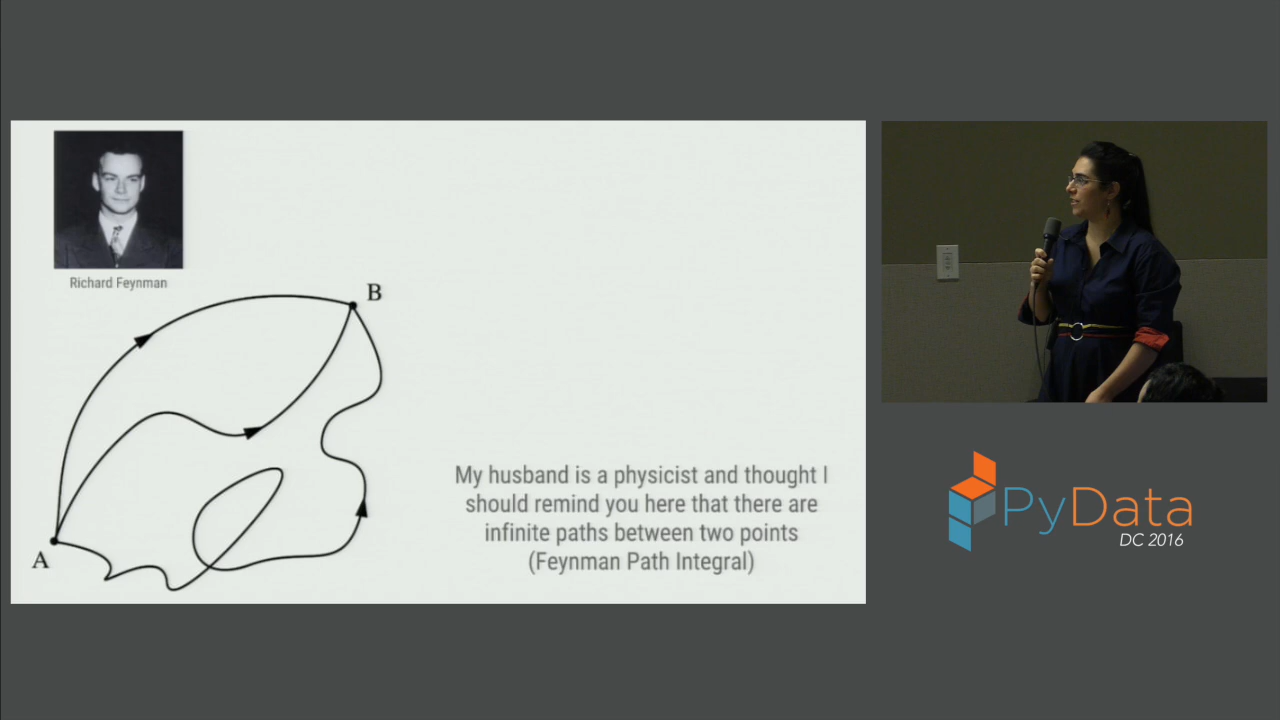 Richard Feynman
B
A
My husband is a physicist and thought I
should remind you here that there are
infinite paths between two points
(Feynman Path Integral)
PyData
DC 2016